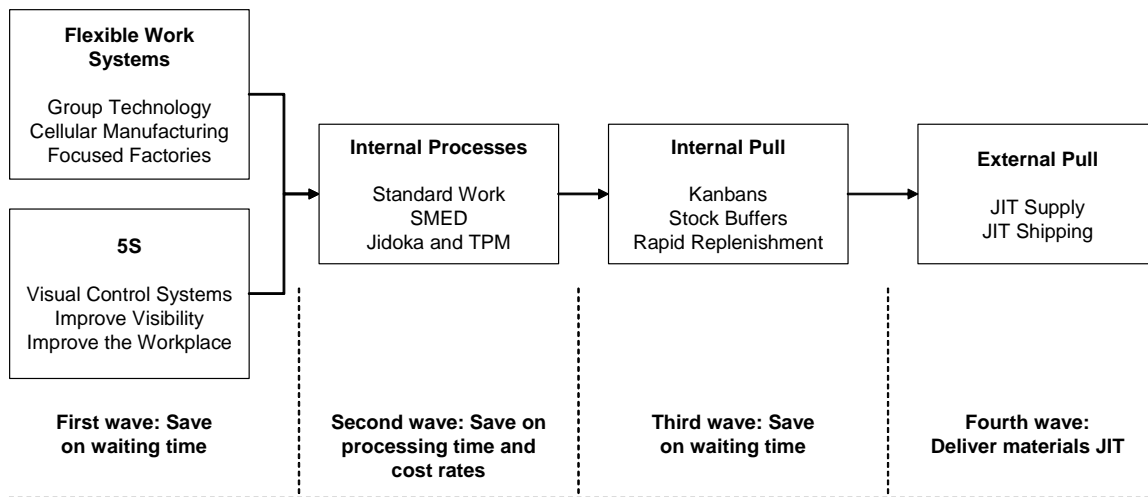 Flexible Work
Systems
Group Technology
Cellular Manufacturing
Focused Factories
5S
Visual Control Systems
Improve Visibility
Improve the Workplace
Internal Processes
Standard Work
SMED
Jidoka and TPM
Internal Pull
Kanbans
Stock Buffers
Rapid Replenishment
External Pull
JIT Supply
JIT Shipping
First wave: Save
on waiting time
Second wave: Save on
processing time and
cost rates
Third wave: Save
on waiting time
Fourth wave:
Deliver materials JIT